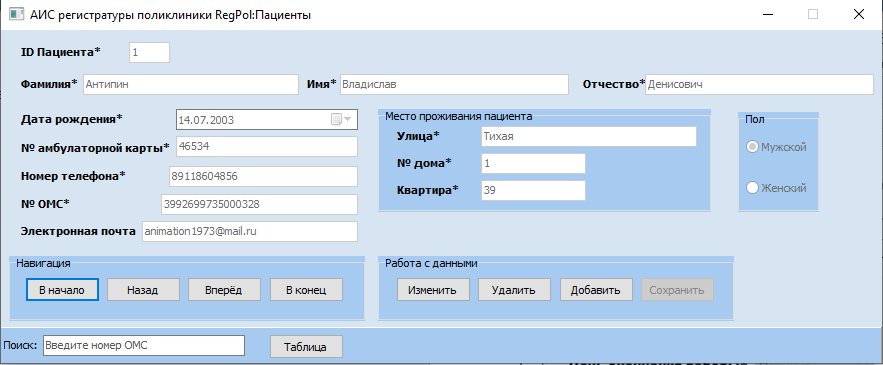 АИС регистратуры поликлиники RegPol:Пациенты
ID Пациента* 1
Фамилия* Антипин Имя* Владислав Отчество* Денисович
Дата рождения* 14.07.2003
№ амбулаторной карты* 46534
Номер телефона* 89118604856
№ ОМС* 3992699735000328
Электронная почта animation1973@mail.ru
Место проживания пациента
Улица* Тихая
№ дома* 1
Квартира* 39
Пол
Мужской
Женский
Навигация
В начало Назад Вперёд В конец
Работа с данными
Изменить Удалить Добавить Сохранить
Поиск: Введите номер ОМС Таблица